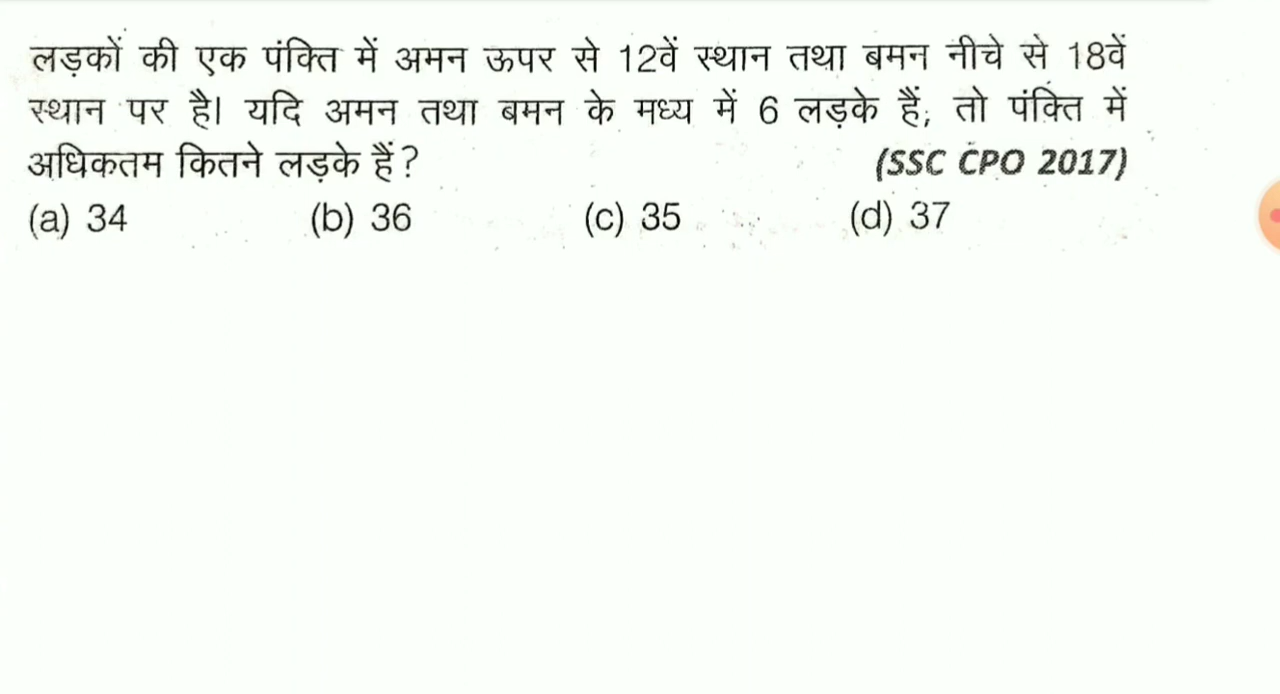 लड़कों की एक पंक्ति में अमन ऊपर से 12वें स्थान तथा बमन नीचे से 18वें
स्थान पर है। यदि अमन तथा बमन के मध्य में 6 लड़के हैं, तो पंक्ति में
अधिकतम कितने लड़के हैं? (SSC CPO 2017)
(a) 34 (b) 36 (c) 35 (d) 37